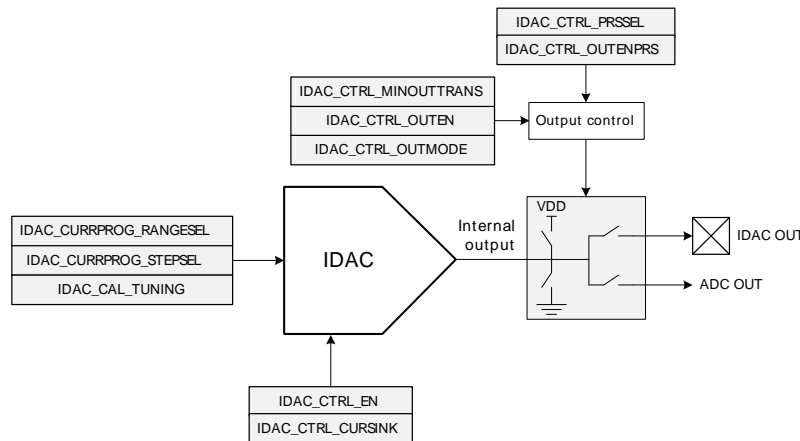 IDAC_CTRL_PRSSEL
IDAC_CTRL_OUTENPRS
IDAC_CTRL_MINOUTTRANS
IDAC_CTRL_OUTEN
IDAC_CTRL_OUTMODE
Output control
IDAC_CURRPROG_RANGESEL
IDAC_CURRPROG_STEPSEL
IDAC_CAL_TUNING
IDAC
Internal
output
VDD
IDAC OUT
ADC OUT
IDAC_CTRL_EN
IDAC_CTRL_CURSINK